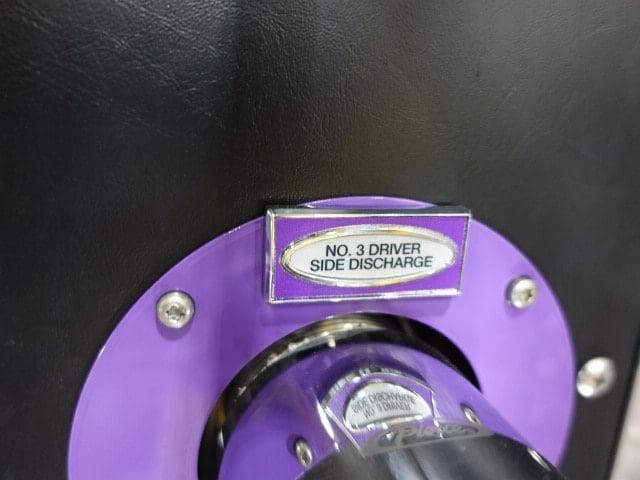 NO. 3 DRIVER
SIDE DISCHARGE